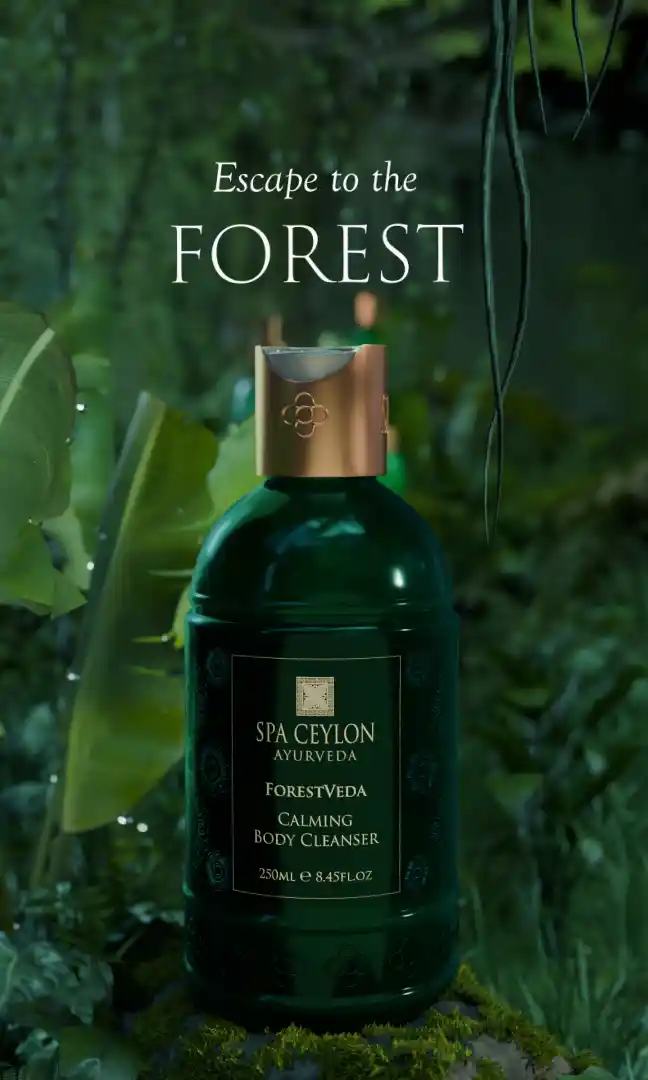 Escape to the
FOREST
SPA CEYLON
AYURVEDA
FORESTVEDA
CALMING
BODY CLEANSER
250ML ℮ 8.45FL.OZ